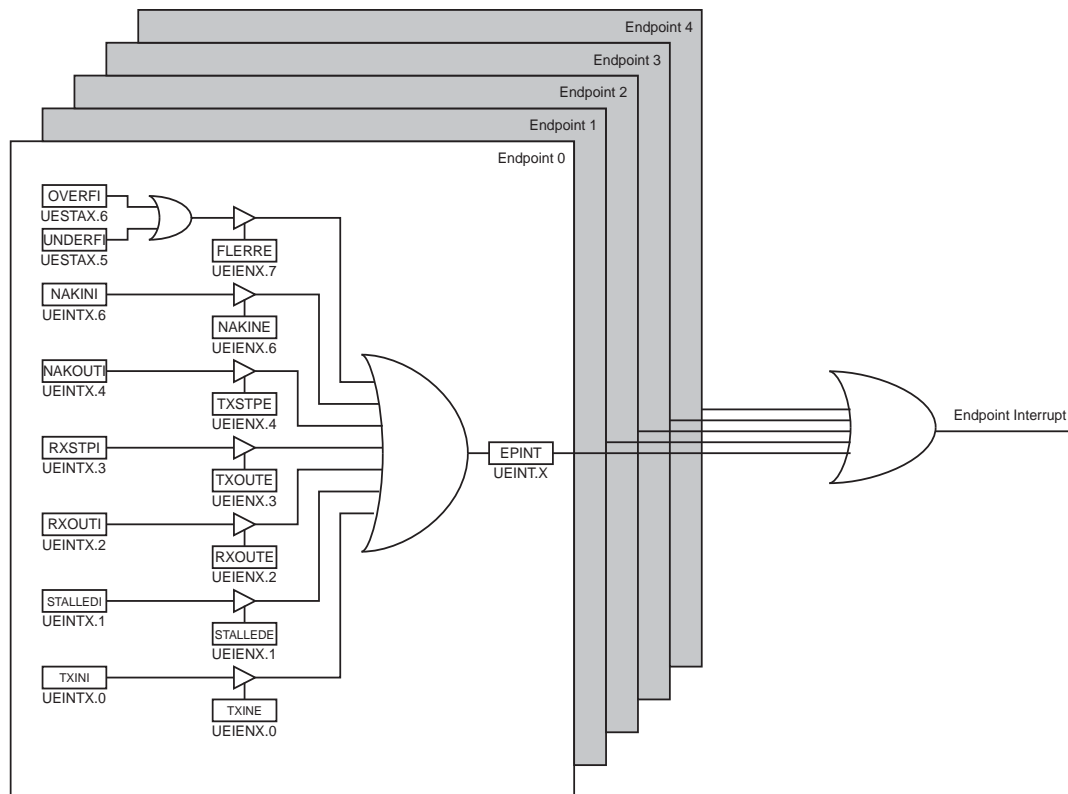 Endpoint 4
Endpoint 3
Endpoint 2
Endpoint 1
Endpoint 0
OVERFI
UESTAX.6
UNDERFI
UESTAX.5
FLERRE
UEIENX.7
NAKINI
UEINTX.6
NAKINE
UEIENX.6
NAKOUTI
UEINTX.4
TXSTPE
UEIENX.4
RXSTPI
UEINTX.3
TXOUTE
UEIENX.3
RXOUTI
UEINTX.2
RXOUTE
UEIENX.2
STALLEDI
UEINTX.1
STALLEDE
UEIENX.1
TXINI
UEINTX.0
TXINE
UEIENX.0
EPINT
UEINT.X
Endpoint Interrupt